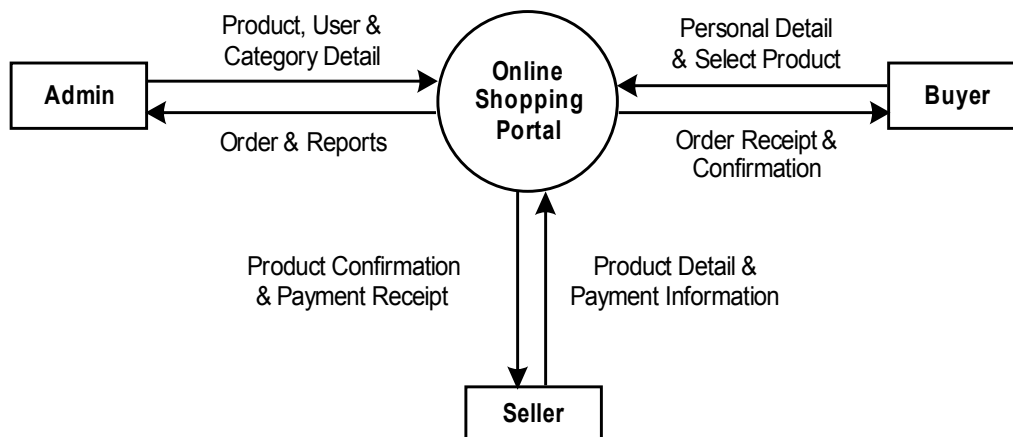 Product, User &
Category Detail
Personal Detail
& Select Product
Admin
Online
Shopping
Portal
Buyer
Order & Reports
Order Receipt &
Confirmation
Product Confirmation
& Payment Receipt
Product Detail &
Payment Information
Seller